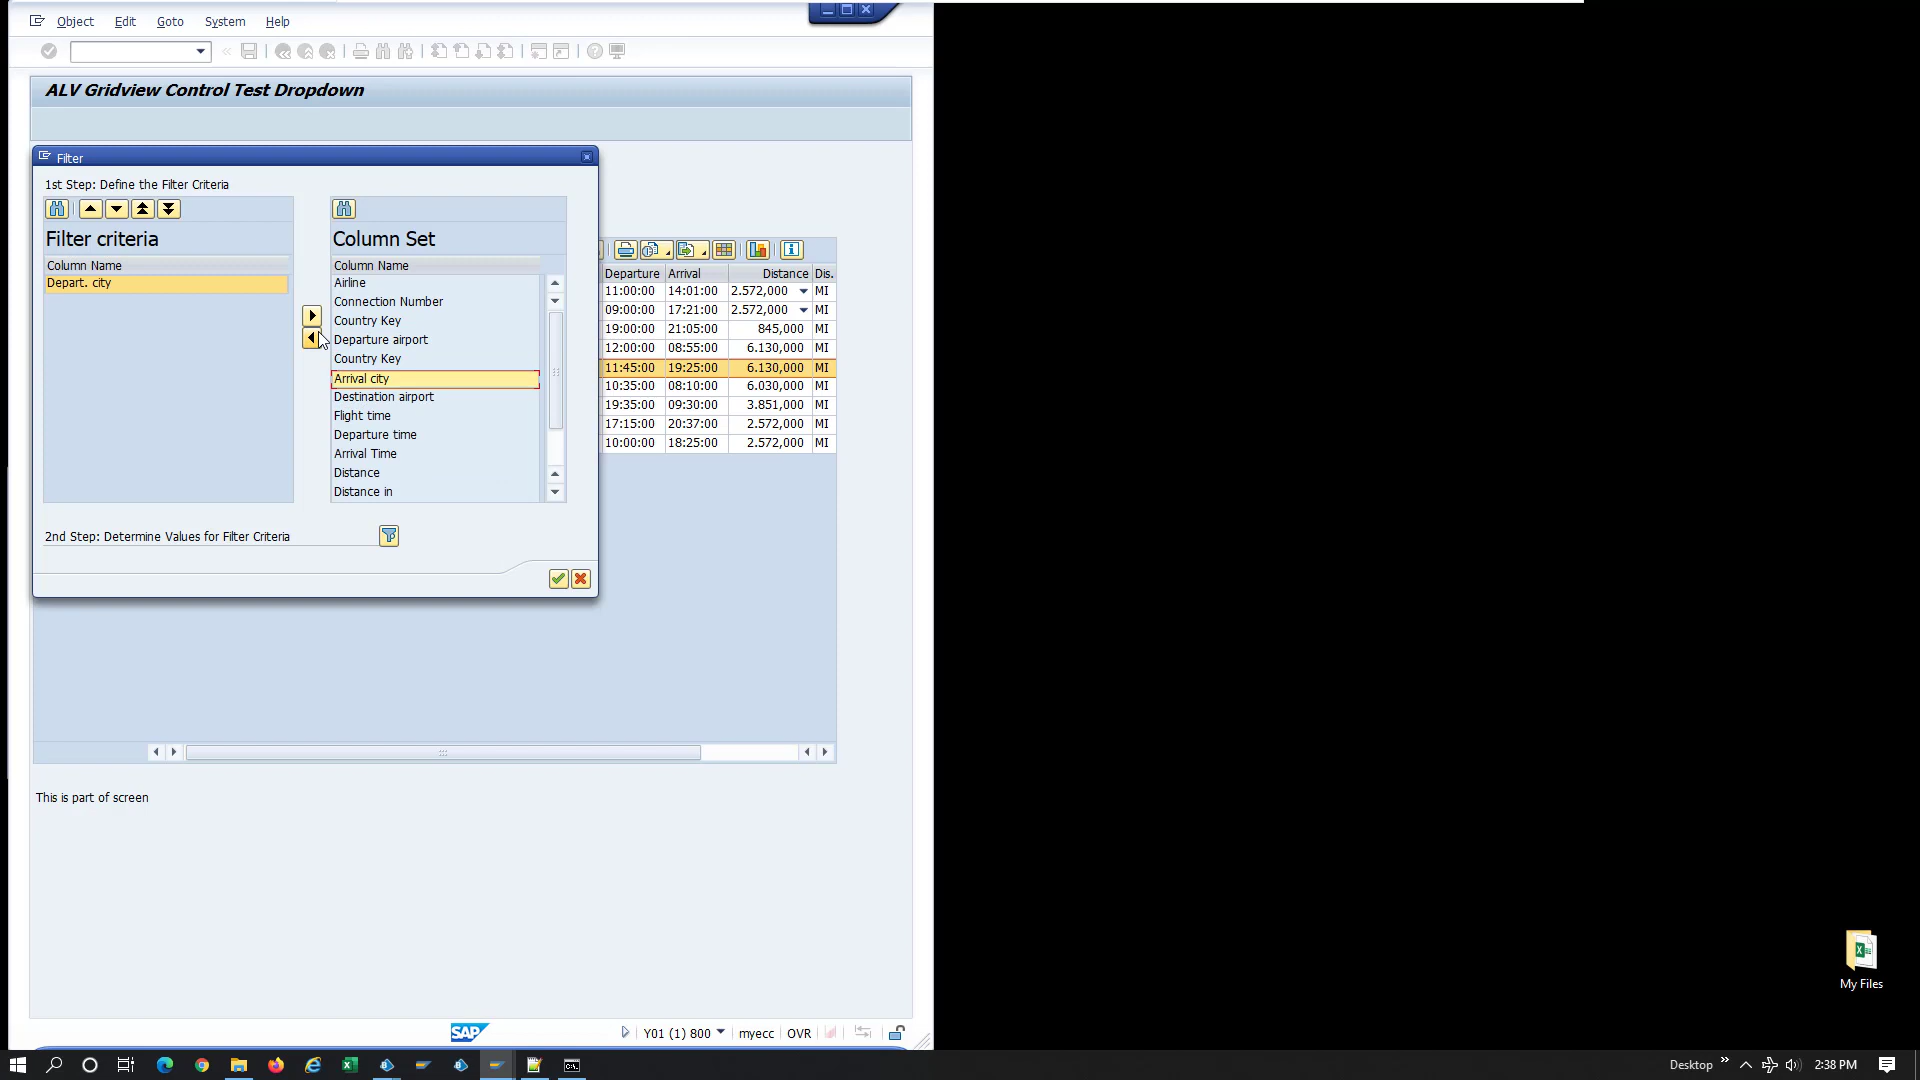 Object Edit Goto System Help
ALV Gridview Control Test Dropdown
Filter
1st Step: Define the Filter Criteria
Filter criteria
Column Name
Depart. city
Column Set
Column Name
Airline
Connection Number
Country Key
Departure airport
Country Key
Arrival city
Destination airport
Flight time
Departure time
Arrival Time
Distance
Distance in
2nd Step: Determine Values for Filter Criteria
Departure Arrival Distance Dis.
11:00:00 14:01:00 2.572,000 MI
09:00:00 17:21:00 2.572,000 MI
19:00:00 21:05:00 845,000 MI
12:00:00 08:55:00 6.130,000 MI
11:45:00 19:25:00 6.130,000 MI
10:35:00 08:10:00 6.030,000 MI
19:35:00 09:30:00 3.851,000 MI
17:15:00 20:37:00 2.572,000 MI
10:00:00 18:25:00 2.572,000 MI
This is part of screen
My Files
SAP Y01 (1) 800 myecc OVR
Desktop 2:38 PM